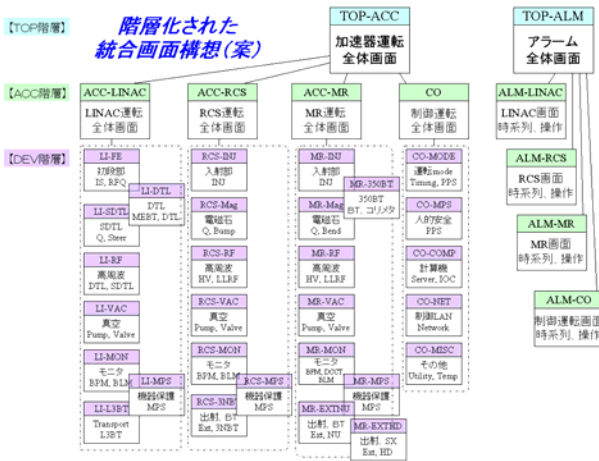 【TOP階層】
階層化された
統合画面構想(案)
TOP-ACC
加速器運転
全体画面
TOP-ALM
アラーム
全体画面
【ACC階層】
ACC-LINAC
LINAC運転
全体画面
ACC-RCS
RCS運転
全体画面
ACC-MR
MR運転
全体画面
CO
制御運転
全体画面
ALM-LINAC
LINAC画面
時系列、操作
ALM-RCS
RCS画面
時系列、操作
ALM-MR
MR画面
時系列、操作
ALM-CO
制御運転画面
時系列、操作
【DEV階層】
LI-FE
初段部
IS, RFQ
LI-DTL
DTL
MEBT, DTL
LI-SDTL
SDTL
Q, Steer
LI-RF
高周波
DTL, SDTL
LI-VAC
真空
Pump, Valve
LI-MON
モニタ
BPM, BLM
LI-MPS
機器保護
MPS
LI-L3BT
Transport
L3BT
RCS-INJ
入射部
INJ
RCS-Mag
電磁石
Q, Bump
RCS-RF
高周波
HV, LLRF
RCS-VAC
真空
Pump, Valve
RCS-MON
モニタ
BPM, BLM
RCS-MPS
機器保護
MPS
RCS-3NBT
出射, BT
Ext, 3NBT
MR-INJ
入射部
INJ
MR-350BT
350BT
BT, コリメタ
MR-Mag
電磁石
Q, Bend
MR-RF
高周波
HV, LLRF
MR-VAC
真空
Pump, Valve
MR-MON
モニタ
BPM, DCCT,
BLM
MR-MPS
機器保護
MPS
MR-EXTNU
出射, BT
Ext, NU
MR-EXTHD
出射, SX
Ext, HD
CO-MODE
運転mode
Timing, PPS
CO-MPS
人的安全
PPS
CO-COMP
計算機
Server, IOC
CO-NET
制御LAN
Network
CO-MISC
その他
Utility, Temp